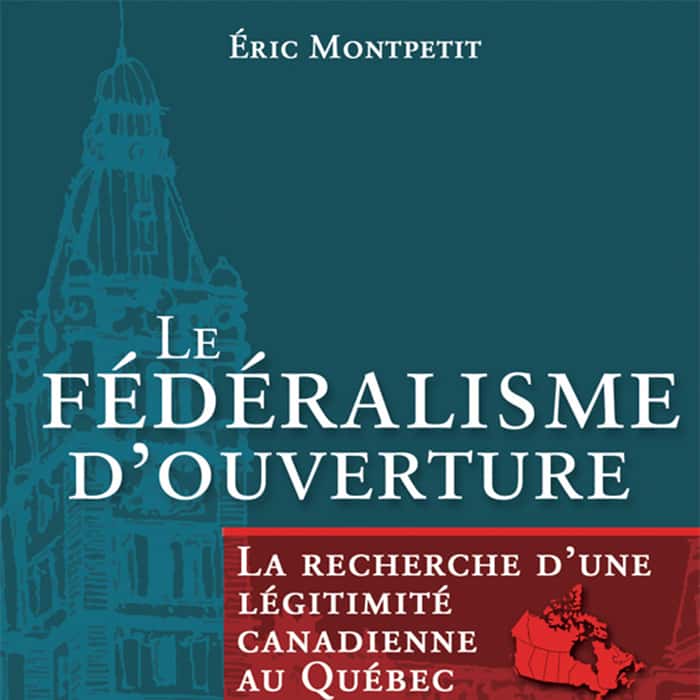 Éric Montpetit
Le
fédéralisme
d'ouverture
La recherche d'une
légitimité
canadienne
au Québec